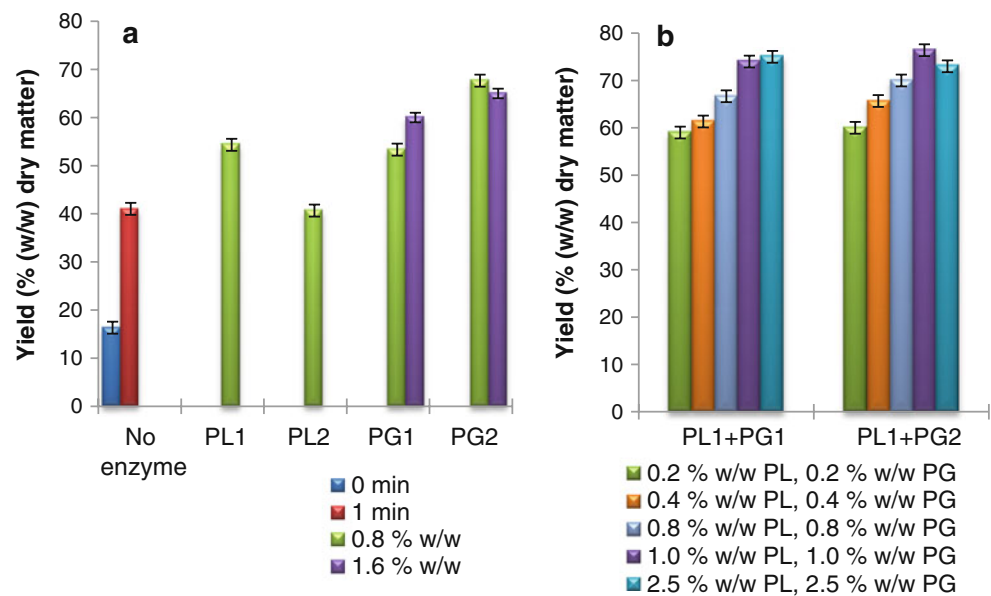 a
Yield (% (w/w) dry matter)
80
70
60
50
40
30
20
10
0
No enzyme
PL1
PL2
PG1
PG2
0 min
1 min
0.8 % w/w
1.6 % w/w
b
Yield (% (w/w) dry matter)
80
70
60
50
40
30
20
10
0
PL1+PG1
PL1+PG2
0.2 % w/w PL, 0.2 % w/w PG
0.4 % w/w PL, 0.4 % w/w PG
0.8 % w/w PL, 0.8 % w/w PG
1.0 % w/w PL, 1.0 % w/w PG
2.5 % w/w PL, 2.5 % w/w PG